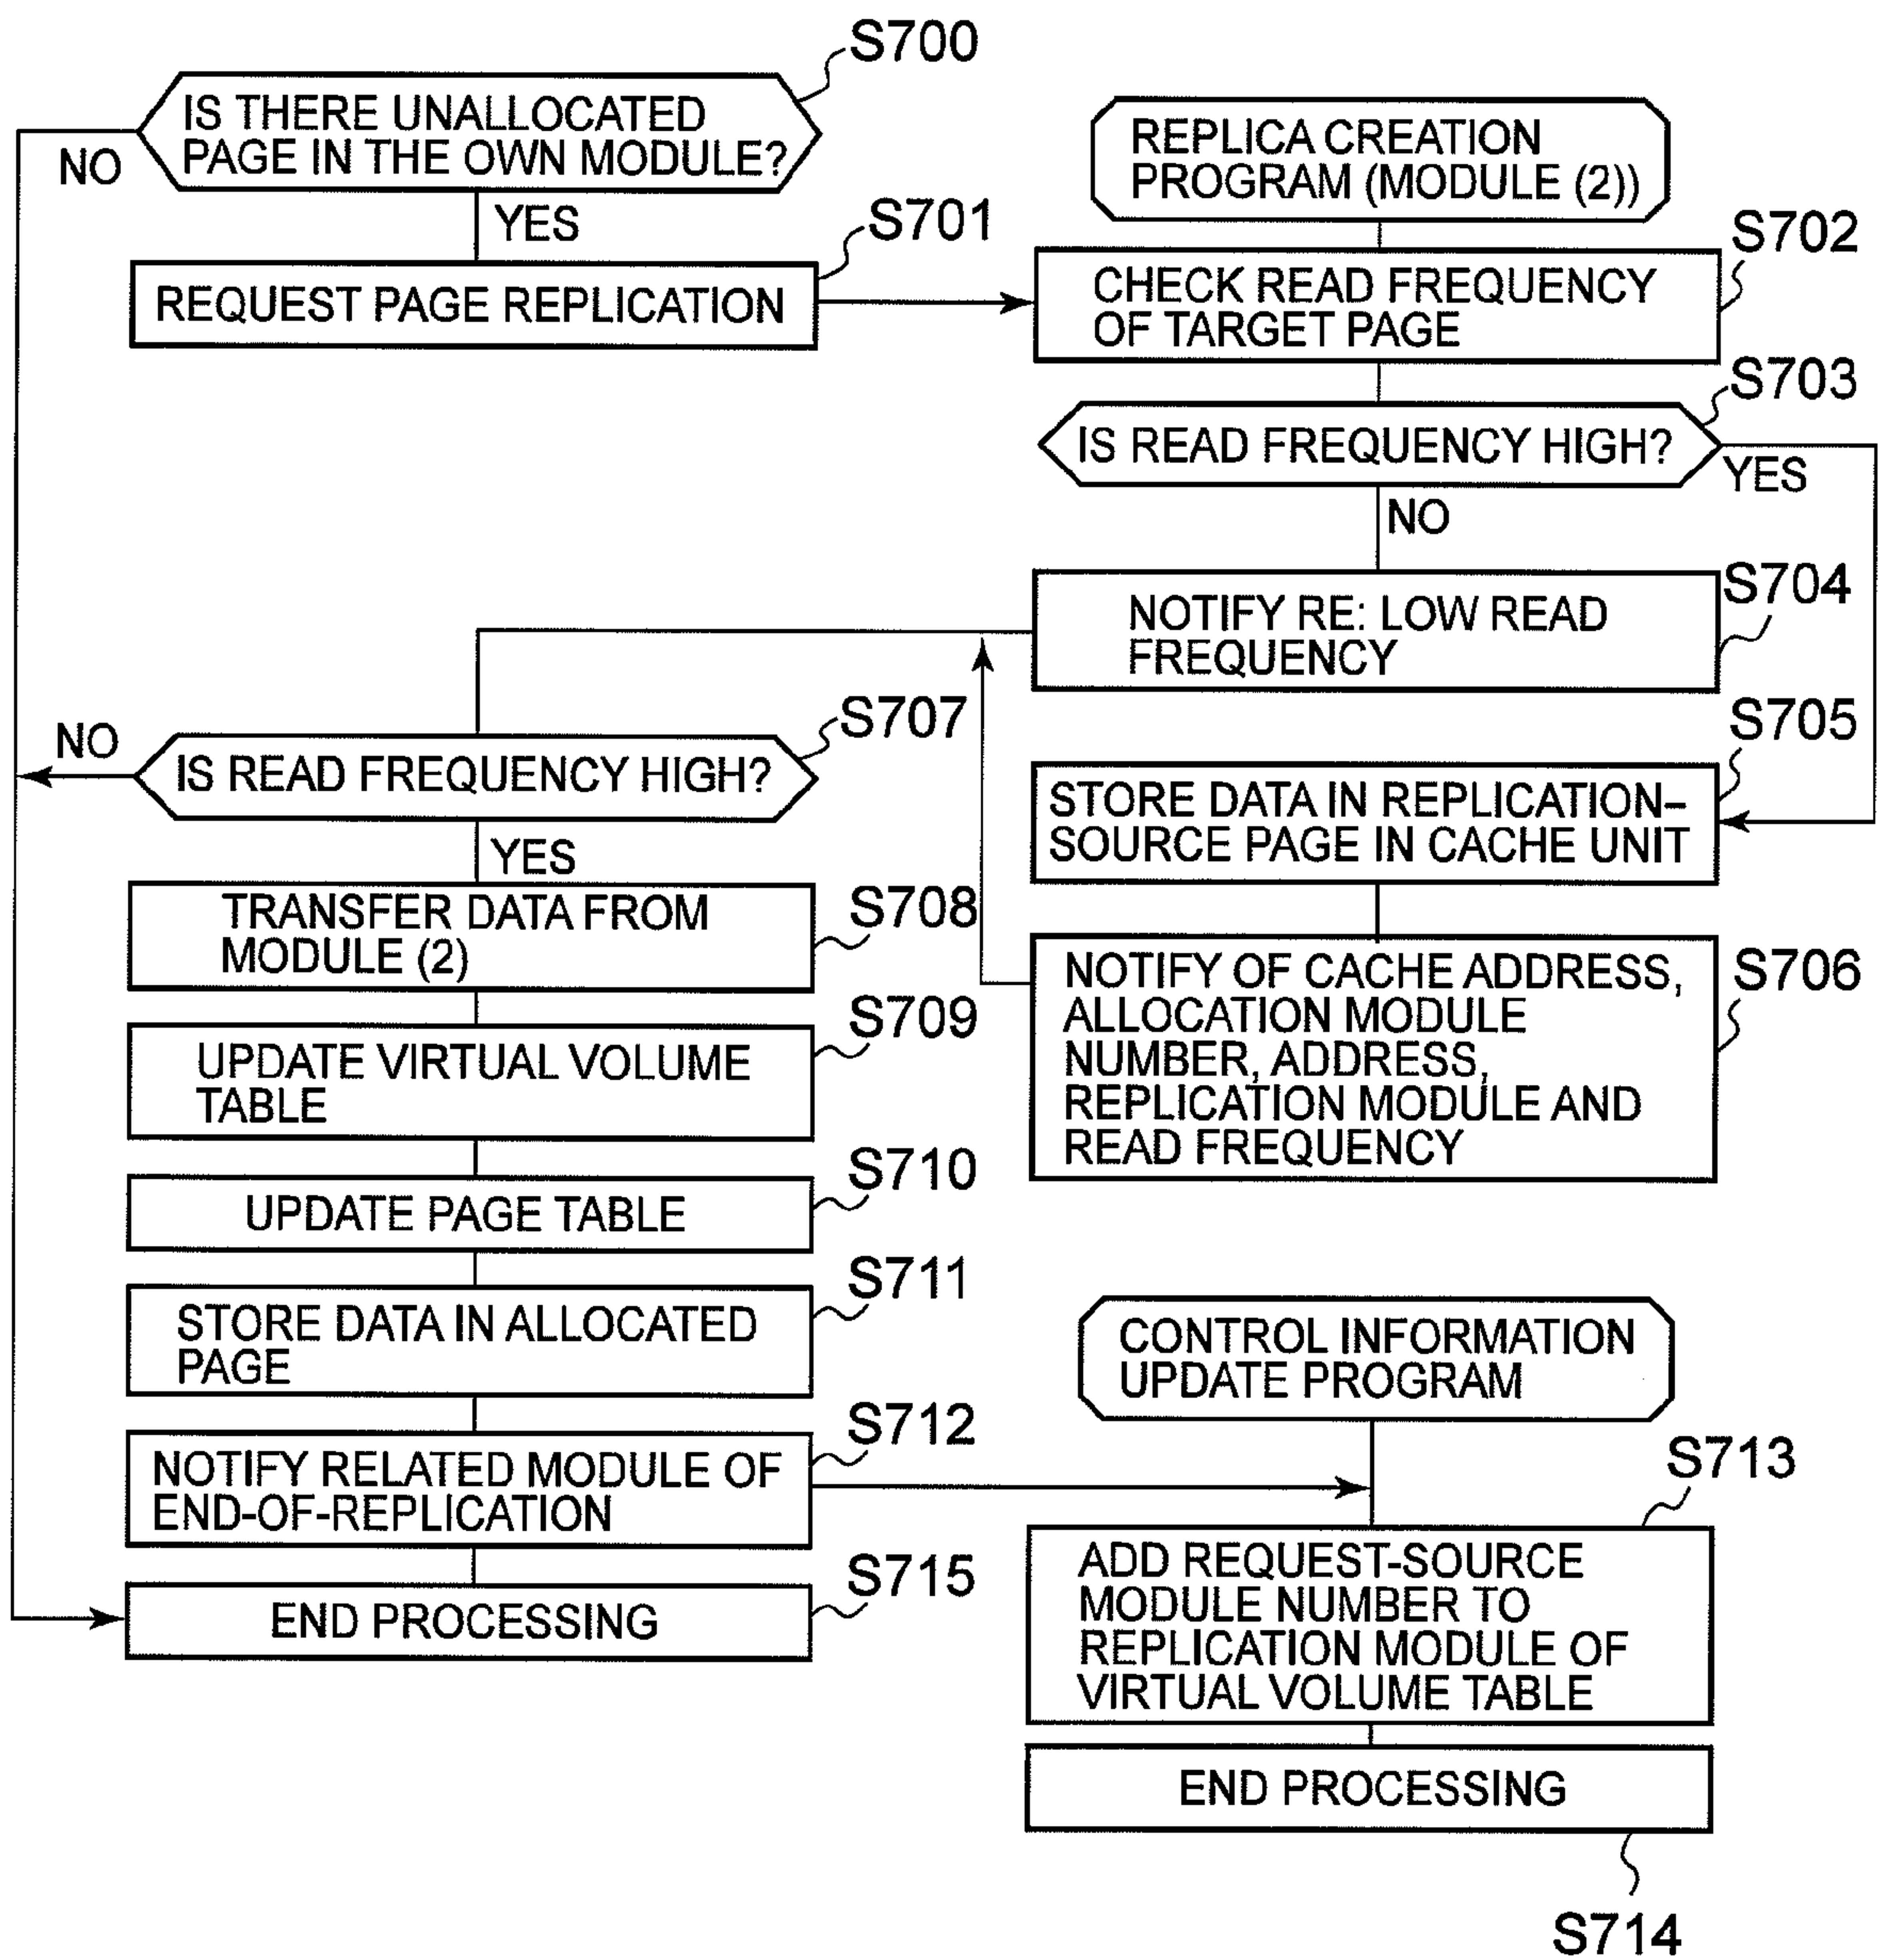 S700
IS THERE UNALLOCATED
PAGE IN THE OWN MODULE?
NO
YES
S701
REQUEST PAGE REPLICATION
REPLICA CREATION
PROGRAM (MODULE (2))
S702
CHECK READ FREQUENCY
OF TARGET PAGE
S703
IS READ FREQUENCY HIGH?
YES
NO
S704
NOTIFY RE: LOW READ
FREQUENCY
S705
STORE DATA IN REPLICATION-
SOURCE PAGE IN CACHE UNIT
S706
NOTIFY OF CACHE ADDRESS,
ALLOCATION MODULE
NUMBER, ADDRESS,
REPLICATION MODULE AND
READ FREQUENCY
S707
NO
IS READ FREQUENCY HIGH?
YES
S708
TRANSFER DATA FROM
MODULE (2)
S709
UPDATE VIRTUAL VOLUME
TABLE
S710
UPDATE PAGE TABLE
S711
STORE DATA IN ALLOCATED
PAGE
S712
NOTIFY RELATED MODULE OF
END-OF-REPLICATION
S715
END PROCESSING
CONTROL INFORMATION
UPDATE PROGRAM
S713
ADD REQUEST-SOURCE
MODULE NUMBER TO
REPLICATION MODULE OF
VIRTUAL VOLUME TABLE
END PROCESSING
S714